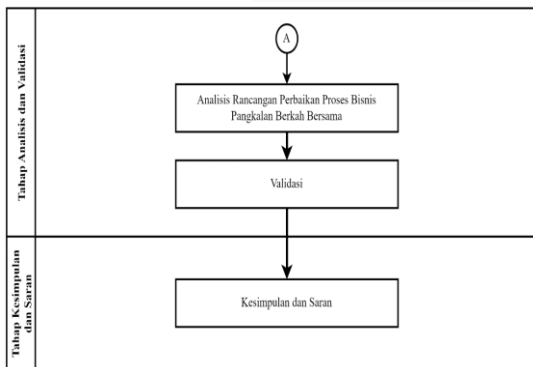 Tahap Analisis dan Validasi
A
Analisis Rancangan Perbaikan Proses Bisnis
Pangkalan Berkah Bersama
Validasi
Tahap Kesimpulan
dan Saran
Kesimpulan dan Saran